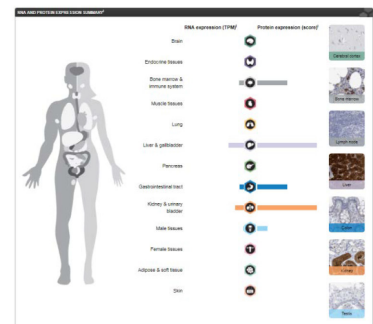 RNA AND PROTEIN EXPRESSION SUMMARY
RNA expression (TPM) Protein expression (score)
Brain
Endocrine tissues
Bone marrow & immune system
Muscle tissues
Lung
Liver & gallbladder
Pancreas
Gastrointestinal tract
Kidney & urinary bladder
Male tissues
Female tissues
Adipose & soft tissue
Skin
Cerebral cortex
Bone marrow
Lymph node
Liver
Colon
Kidney
Testis